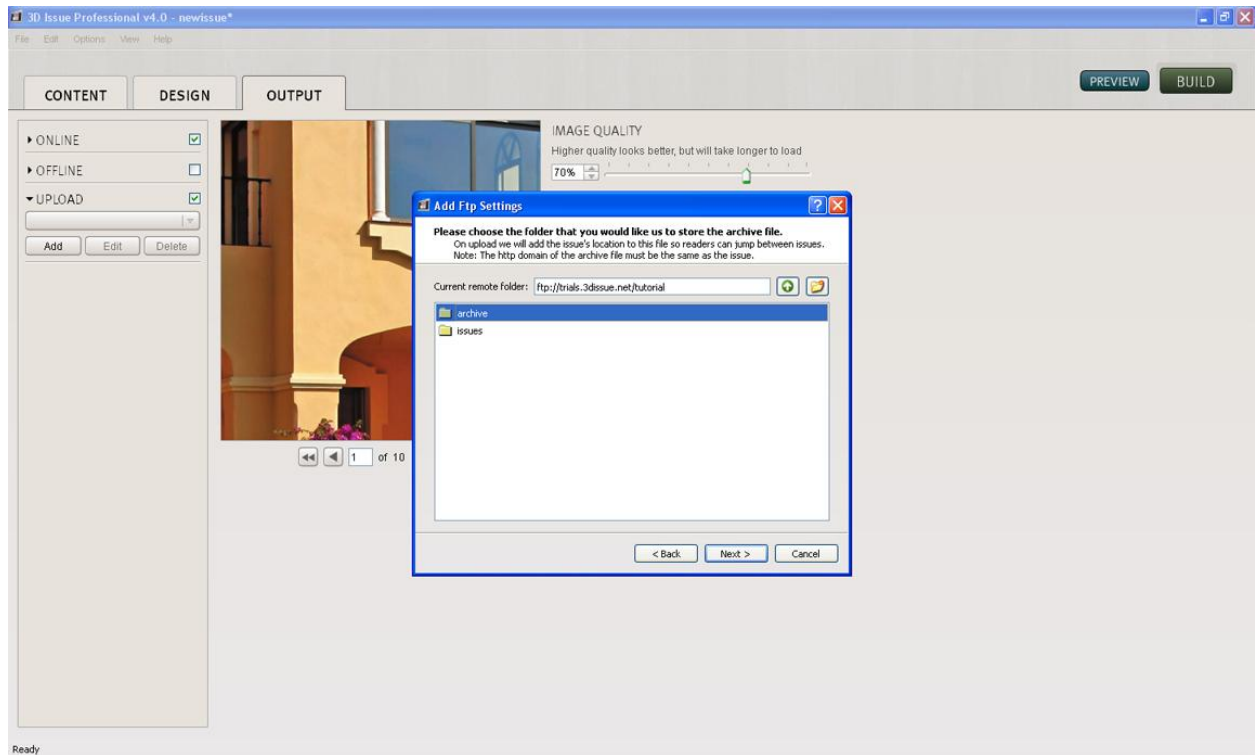 3D Issue Professional v4.0 - newissue*
File Edit Options View Help
CONTENT DESIGN OUTPUT PREVIEW BUILD
ONLINE
OFFLINE
UPLOAD
Add Edit Delete
IMAGE QUALITY
Higher quality looks better, but will take longer to load
70%
Add Ftp Settings
Please choose the folder that you would like us to store the archive file.
On upload we will add the issue's location to this file so readers can jump between issues.
Note: The http domain of the archive file must be the same as the issue.
Current remote folder: ftp://trials.3dissue.net/tutorial
archive
issues
< Back Next > Cancel
1 of 10
Ready